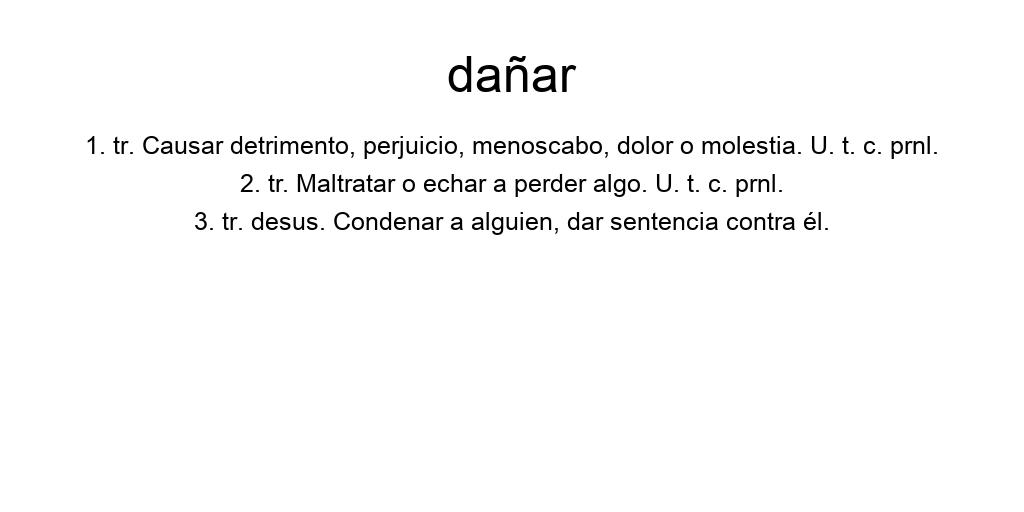 dañar
1. tr. Causar detrimento, perjuicio, menoscabo, dolor o molestia. U. t. c. prnl.
2. tr. Maltratar o echar a perder algo. U. t. c. prnl.
3. tr. desus. Condenar a alguien, dar sentencia contra él.